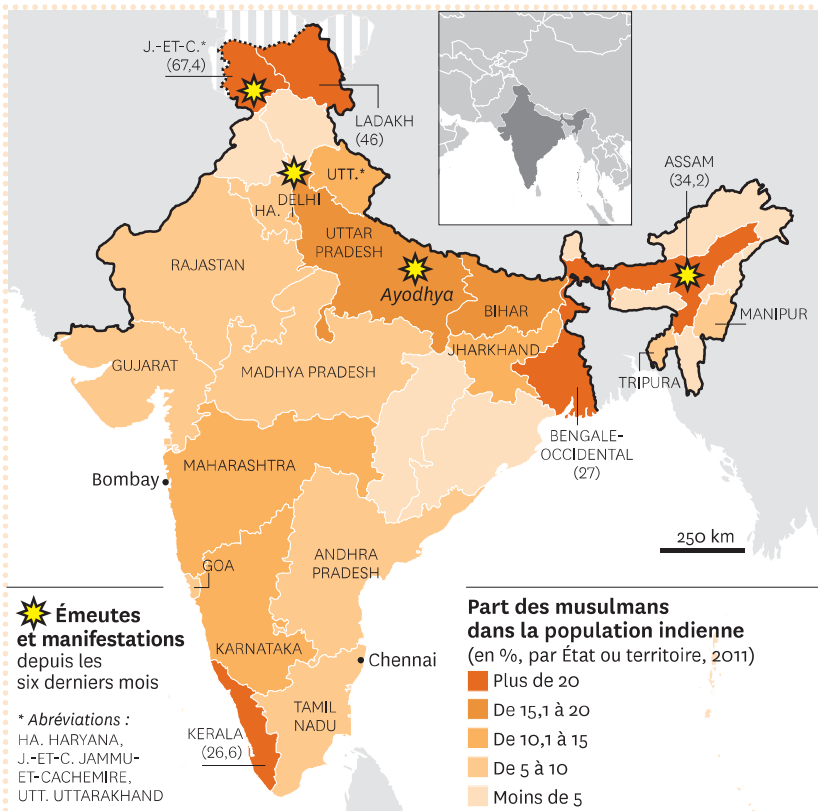 J.-ET-C.*
(67,4)
LADAKH
(46)
ASSAM
(34,2)
UTT.*
DELHI
HA.
UTTAR
PRADESH
RAJASTAN
Ayodhya
BIHAR
MANIPUR
JHARKHAND
GUJARAT
MADHYA PRADESH
TRIPURA
BENGALE-
OCCIDENTAL
(27)
MAHARASHTRA
Bombay
250 km
ANDHRA
PRADESH
GOA
KARNATAKA
Chennai
TAMIL
NADU
KERALA
(26,6)
Émeutes
et manifestations
depuis les
six derniers mois
* Abréviations :
HA. HARYANA,
J.-ET-C. JAMMU-
ET-CACHEMIRE,
UTT. UTTARAKHAND
Part des musulmans
dans la population indienne
(en %, par État ou territoire, 2011)
Plus de 20
De 15,1 à 20
De 10,1 à 15
De 5 à 10
Moins de 5